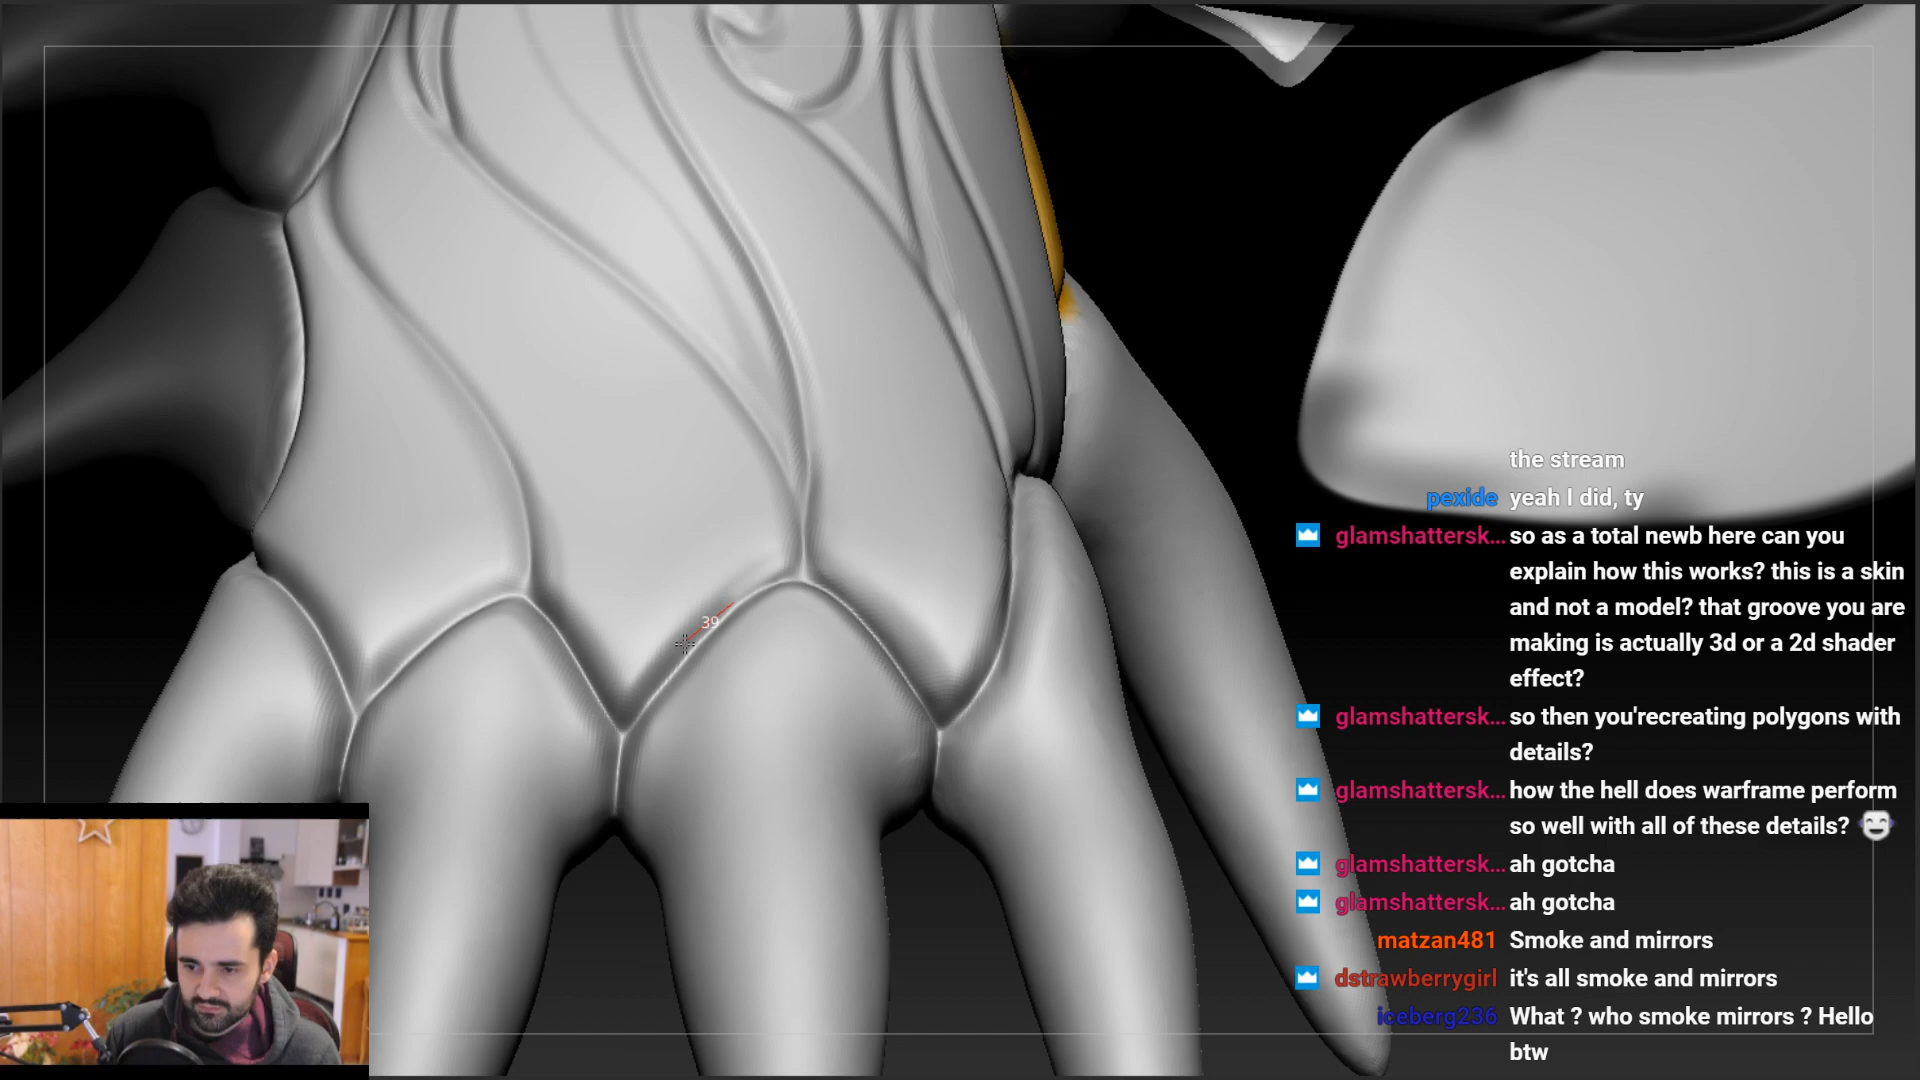 39
the stream
pexide yeah I did, ty
glamshattersk... so as a total newb here can you
explain how this works? this is a skin
and not a model? that groove you are
making is actually 3d or a 2d shader
effect?
glamshattersk... so then you'recreating polygons with
details?
glamshattersk... how the hell does warframe perform
so well with all of these details?
glamshattersk... ah gotcha
glamshattersk... ah gotcha
matzan481 Smoke and mirrors
dstrawberrygirl it's all smoke and mirrors
iceberg236 What ? who smoke mirrors ? Hello
btw